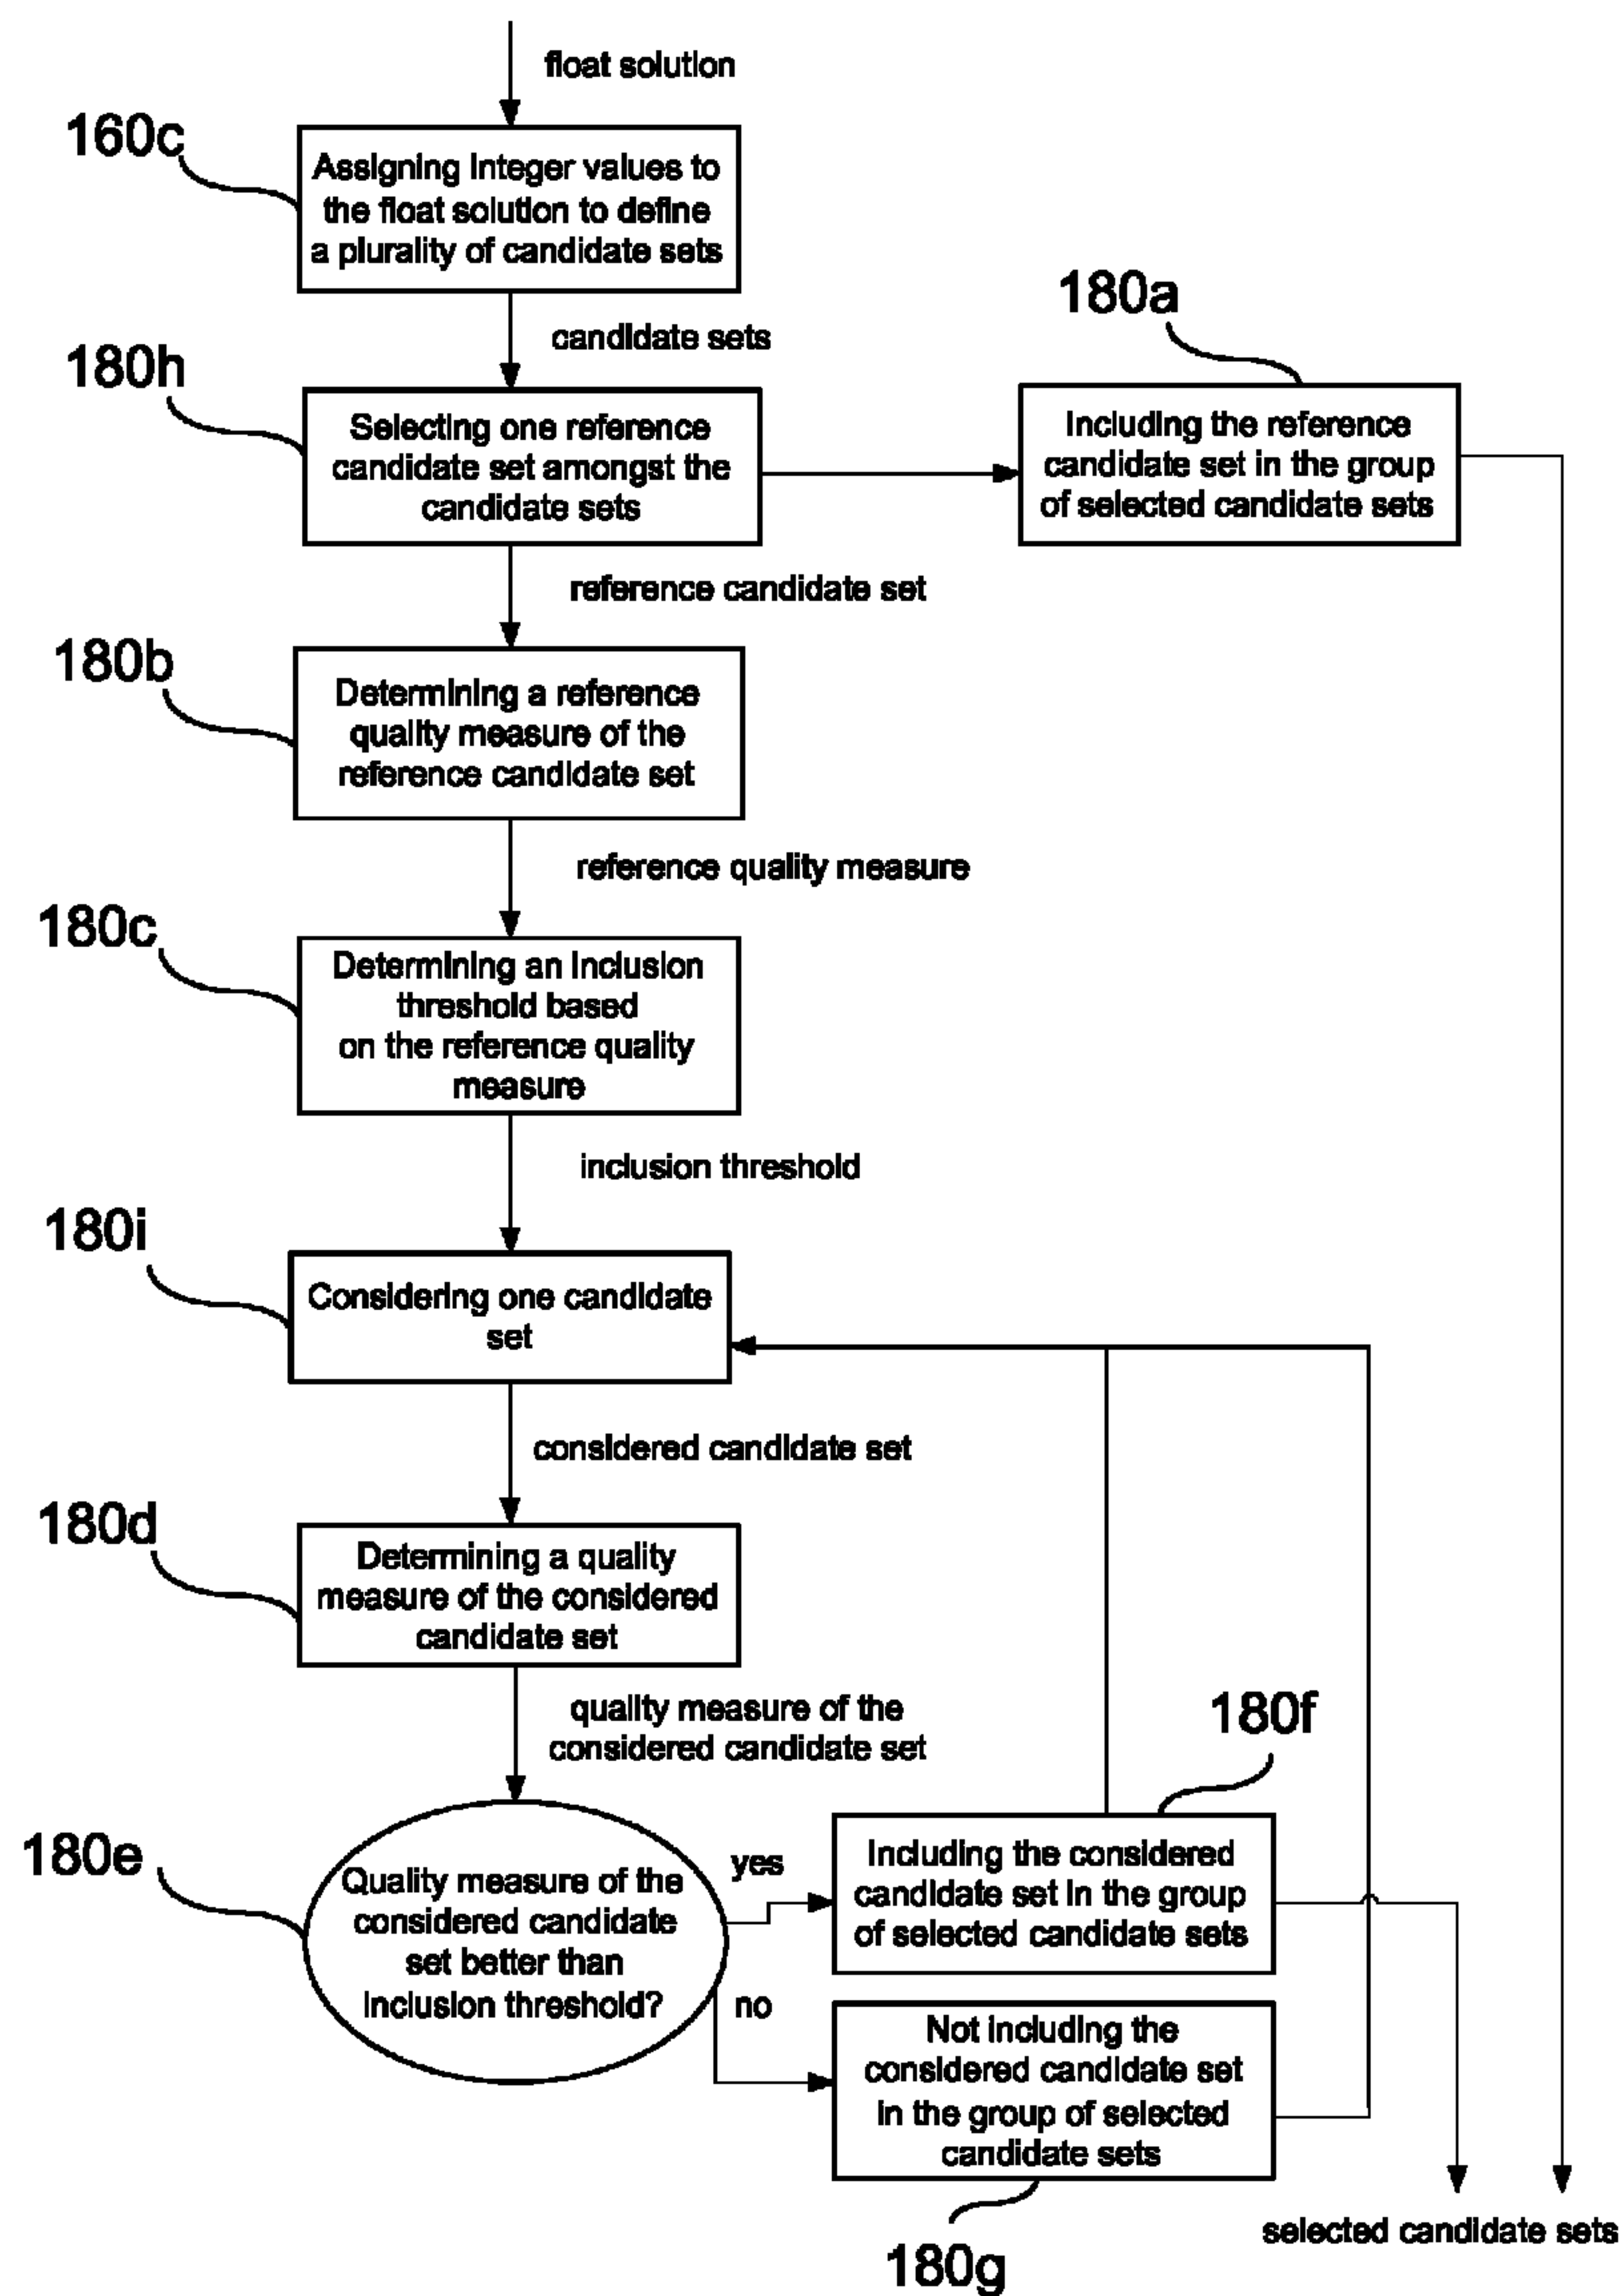 float solution
160c
Assigning integer values to
the float solution to define
a plurality of candidate sets
candidate sets
180a
180h
Selecting one reference
candidate set amongst the
candidate sets
Including the reference
candidate set in the group
of selected candidate sets
reference candidate set
180b
Determining a reference
quality measure of the
reference candidate set
reference quality measure
180c
Determining an inclusion
threshold based
on the reference quality
measure
inclusion threshold
180i
Considering one candidate
set
considered candidate set
180d
Determining a quality
measure of the considered
candidate set
quality measure of the
considered candidate set
180f
180e
Quality measure of the
considered candidate
set better than
inclusion threshold?
yes
Including the considered
candidate set in the group
of selected candidate sets
no
Not including the
considered candidate set
in the group of selected
candidate sets
180g
selected candidate sets